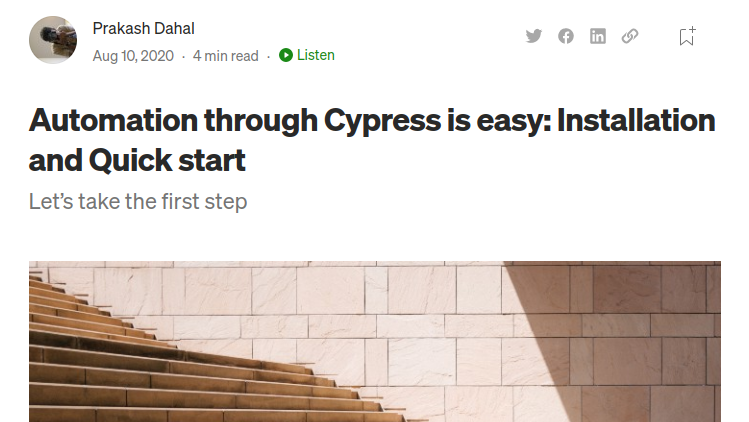 Prakash Dahal
Aug 10, 2020 · 4 min read · Listen
Automation through Cypress is easy: Installation
and Quick start
Let’s take the first step